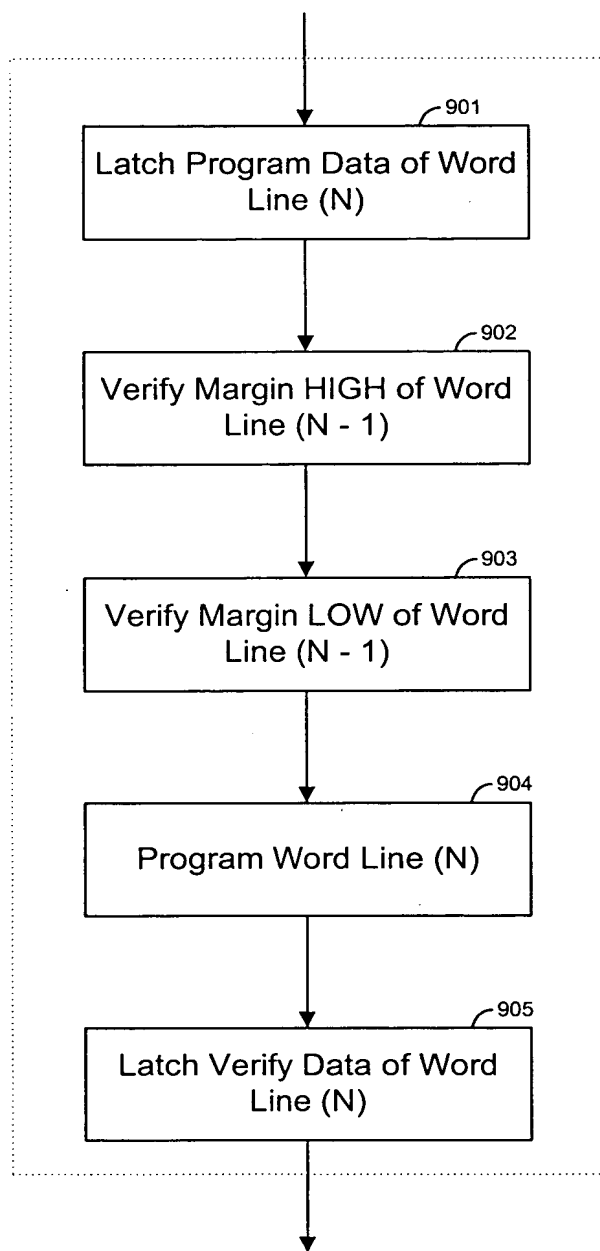 901
Latch Program Data of Word
Line (N)
902
Verify Margin HIGH of Word
Line (N - 1)
903
Verify Margin LOW of Word
Line (N - 1)
904
Program Word Line (N)
905
Latch Verify Data of Word
Line (N)